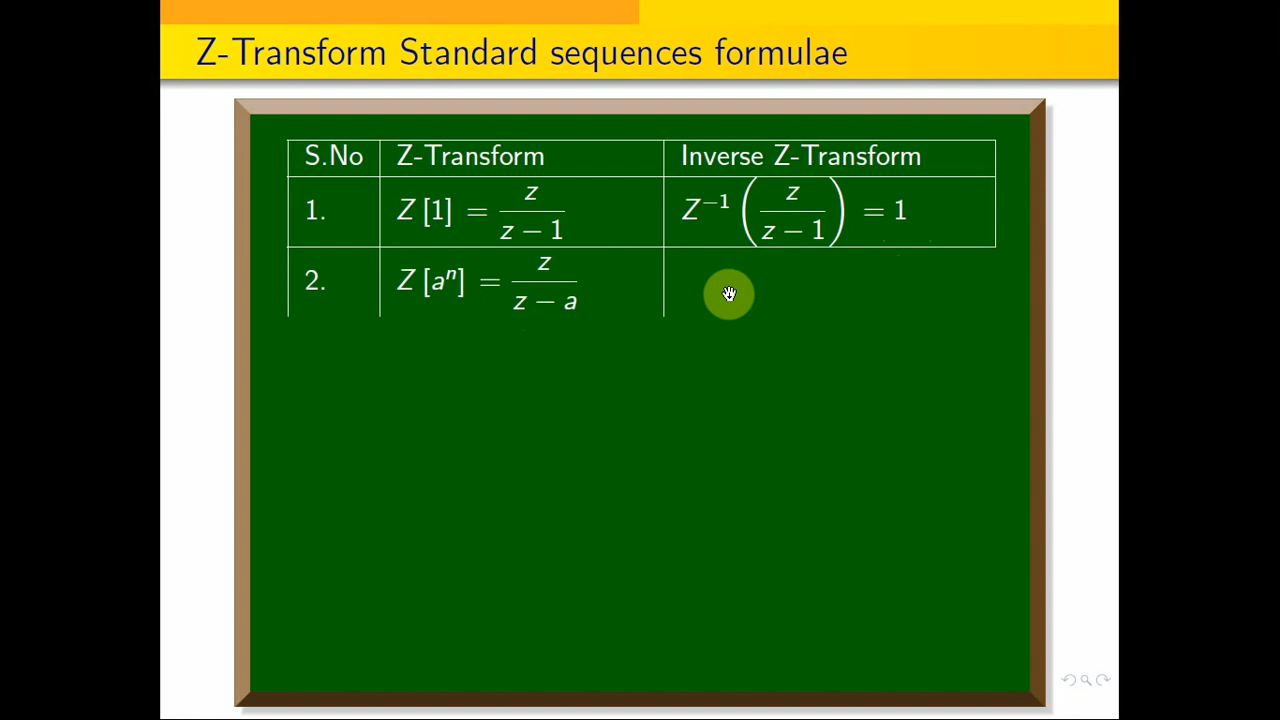 Z-Transform Standard sequences formulae
S.No Z-Transform Inverse Z-Transform
1. Z [1] = z/(z − 1) Z⁻¹ (z/(z − 1)) = 1
2. Z [aⁿ] = z/(z − a)